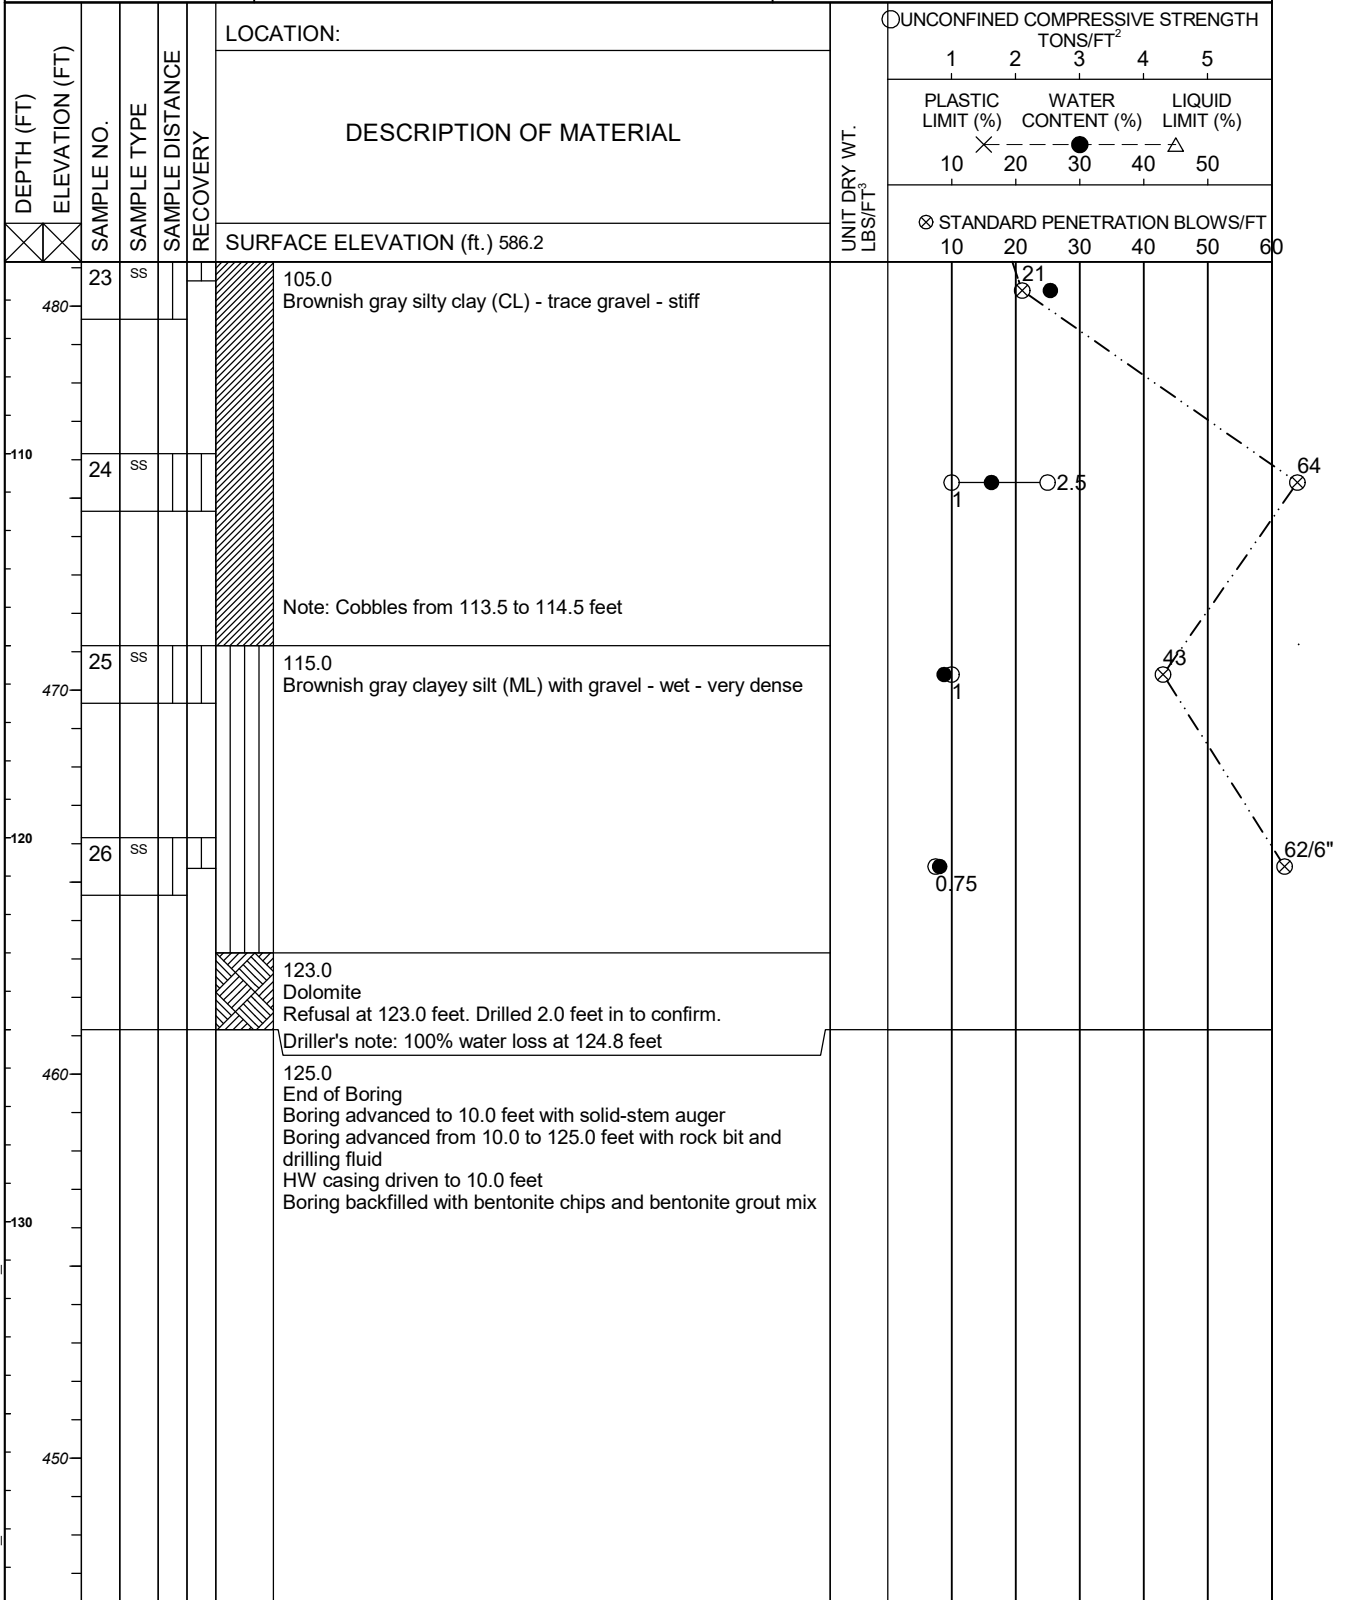 LOCATION:
DESCRIPTION OF MATERIAL
SURFACE ELEVATION (ft.) 586.2
DEPTH (FT)
ELEVATION (FT)
SAMPLE NO.
SAMPLE TYPE
SAMPLE DISTANCE
RECOVERY
UNIT DRY WT.
LBS/FT³
UNCONFINED COMPRESSIVE STRENGTH
TONS/FT²
1 2 3 4 5
PLASTIC WATER LIQUID
LIMIT (%) CONTENT (%) LIMIT (%)
10 20 30 40 50
⊗ STANDARD PENETRATION BLOWS/FT
10 20 30 40 50 60
23 SS
105.0
21
480
Brownish gray silty clay (CL) - trace gravel - stiff
110
24 SS
64
2.5
1
Note: Cobbles from 113.5 to 114.5 feet
25 SS
115.0
43
470
Brownish gray clayey silt (ML) with gravel - wet - very dense
1
120
26 SS
62/6"
0.75
123.0
Dolomite
Refusal at 123.0 feet. Drilled 2.0 feet in to confirm.
Driller's note: 100% water loss at 124.8 feet
460
125.0
End of Boring
Boring advanced to 10.0 feet with solid-stem auger
Boring advanced from 10.0 to 125.0 feet with rock bit and
drilling fluid
HW casing driven to 10.0 feet
Boring backfilled with bentonite chips and bentonite grout mix
130
450